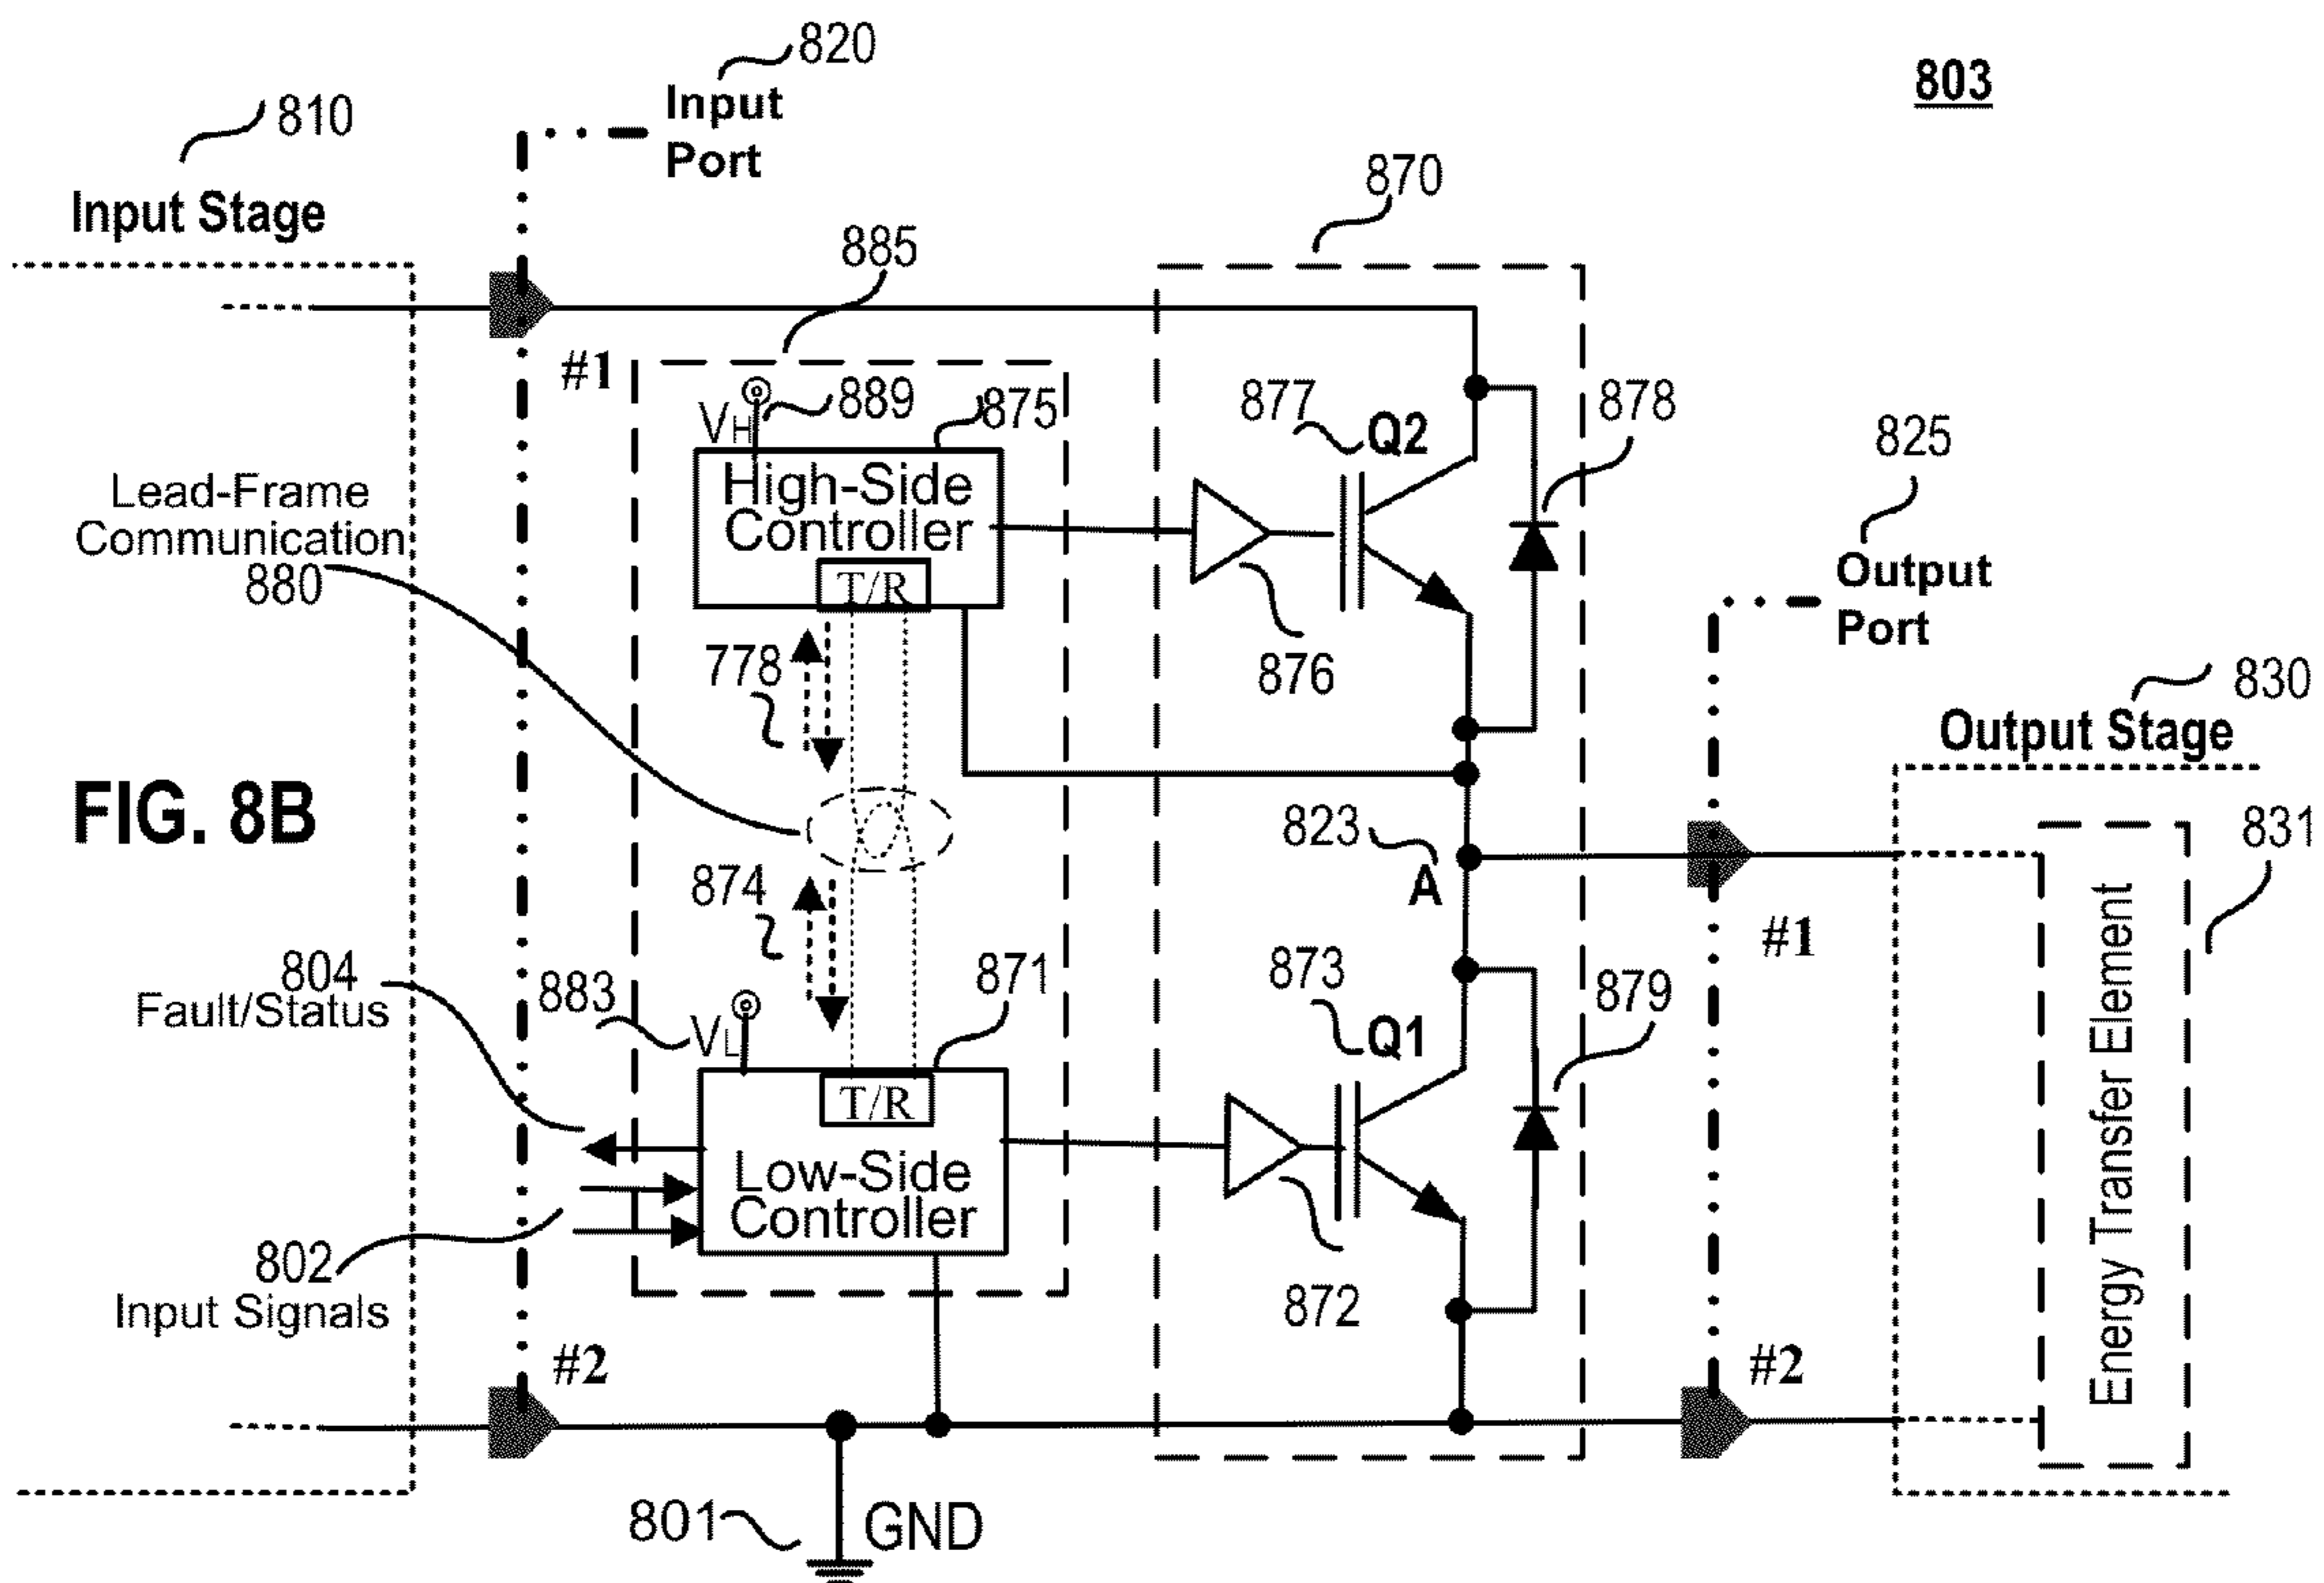 820
Input
Port
803
810
Input Stage
870
885
#1
VH
889
875
877
Q2
878
825
High-Side
Controller
T/R
Lead-Frame
Communication
880
Output
Port
778
876
830
Output Stage
FIG. 8B
823
A
831
874
#1
Energy Transfer Element
804
Fault/Status
883
VL
871
873
Q1
879
T/R
Low-Side
Controller
802
Input Signals
872
#2
#2
801
GND